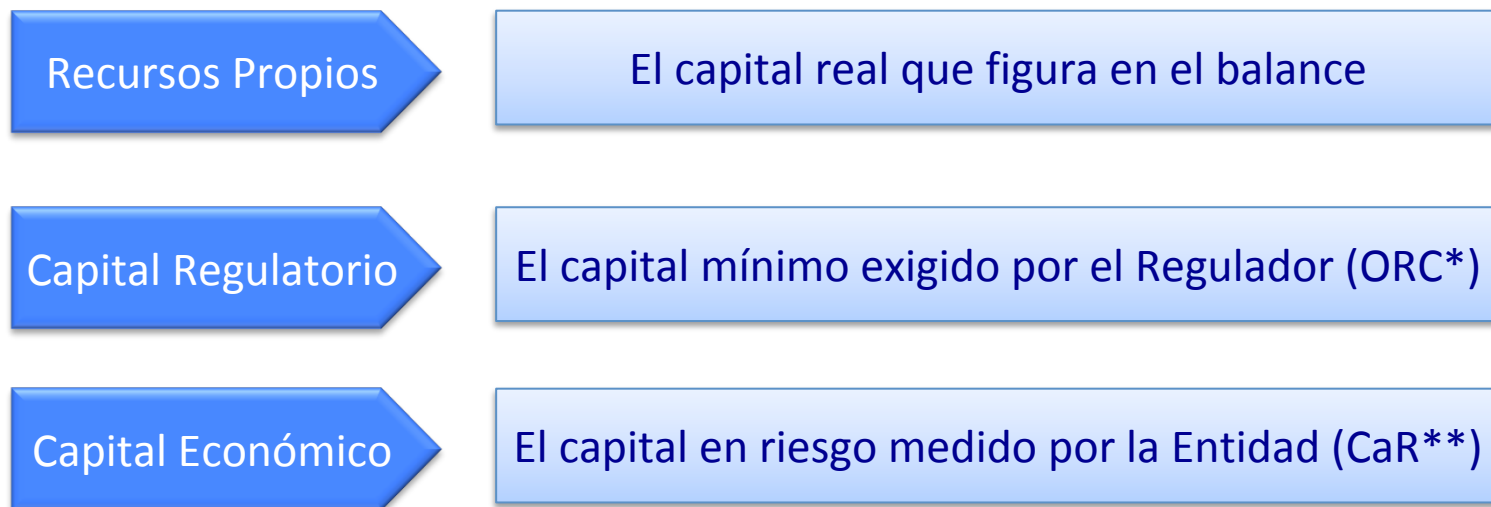 Recursos Propios
El capital real que figura en el balance
Capital Regulatorio
El capital mínimo exigido por el Regulador (ORC*)
Capital Económico
El capital en riesgo medido por la Entidad (CaR**)